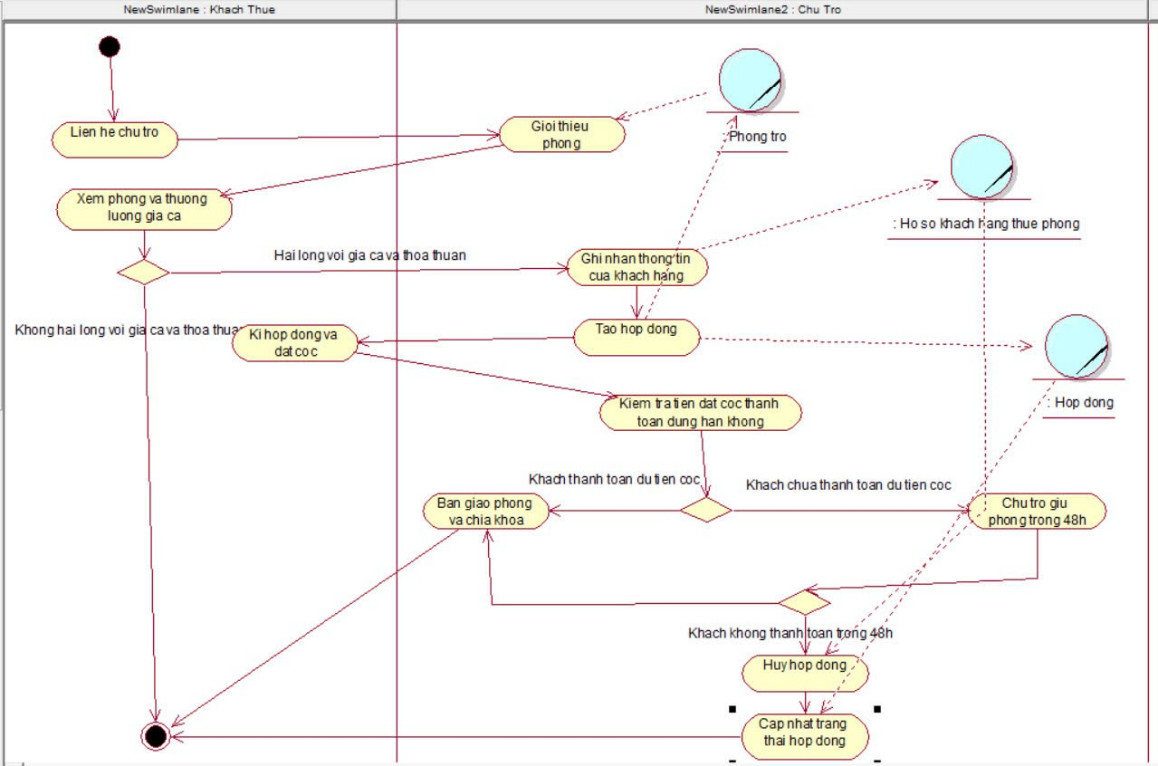 NewSwimlane : Khach Thue
NewSwimlane2 : Chu Tro
Lien he chu tro
Gioi thieu
phong
: Phong tro
Xem phong va thuong
luong gia ca
: Ho so khach hang thue phong
Hai long voi gia ca va thoa thuan
Ghi nhan thong tin
cua khach hang
Khong hai long voi gia ca va thoa thuan
Ki hop dong va
dat coc
Tao hop dong
: Hop dong
Kiem tra tien dat coc thanh
toan dung han khong
Khach thanh toan du tien coc
Khach chua thanh toan du tien coc
Ban giao phong
va chia khoa
Chu tro giu
phong trong 48h
Khach khong thanh toan trong 48h
Huy hop dong
Cap nhat trang
thai hop dong